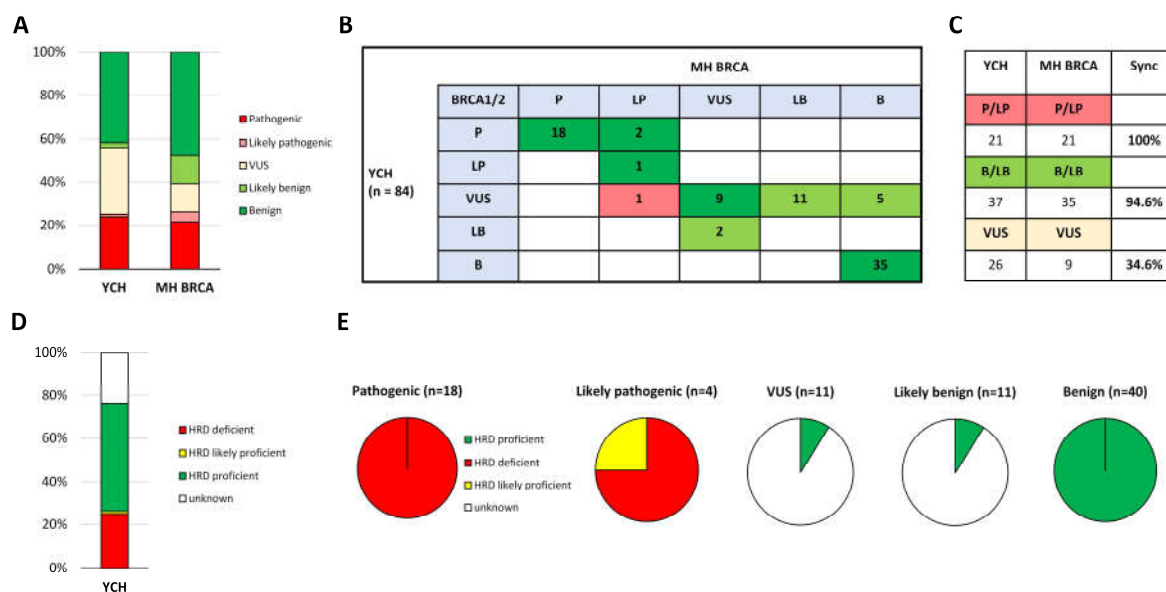 A
B
C
100%
80%
60%
40%
20%
0%
YCH
MH BRCA
Pathogenic
Likely pathogenic
VUS
Likely benign
Benign
MH BRCA
BRCA1/2 P LP VUS LB B
P 18 2
LP 1
YCH
(n = 84)
VUS 1 9 11 5
LB 2
B 35
YCH MH BRCA Sync
P/LP P/LP
21 21 100%
B/LB B/LB
37 35 94.6%
VUS VUS
26 9 34.6%
D
E
100%
80%
60%
40%
20%
0%
YCH
HRD deficient
HRD likely proficient
HRD proficient
unknown
Pathogenic (n=18)
Likely pathogenic (n=4)
VUS (n=11)
Likely benign (n=11)
Benign (n=40)
HRD proficient
HRD deficient
HRD likely proficient
unknown